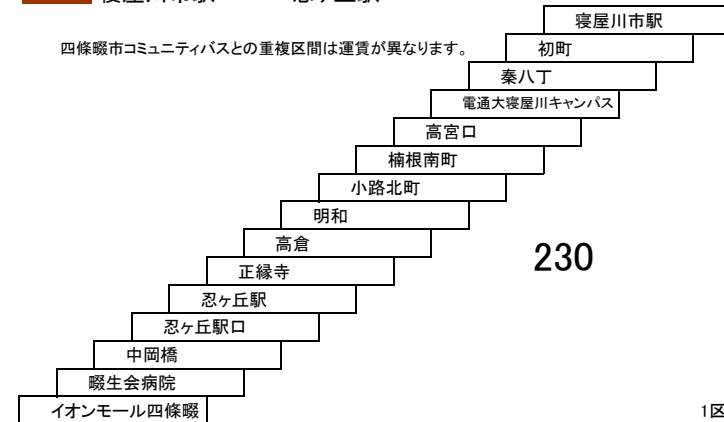 寝屋川市駅
四條畷市コミュニティバスとの重複区間は運賃が異なります。
初町
秦八丁
電通大寝屋川キャンパス
高宮口
楠根南町
小路北町
明和
高倉
230
正縁寺
忍ヶ丘駅
忍ヶ丘駅口
中岡橋
畷生会病院
イオンモール四條畷
1区